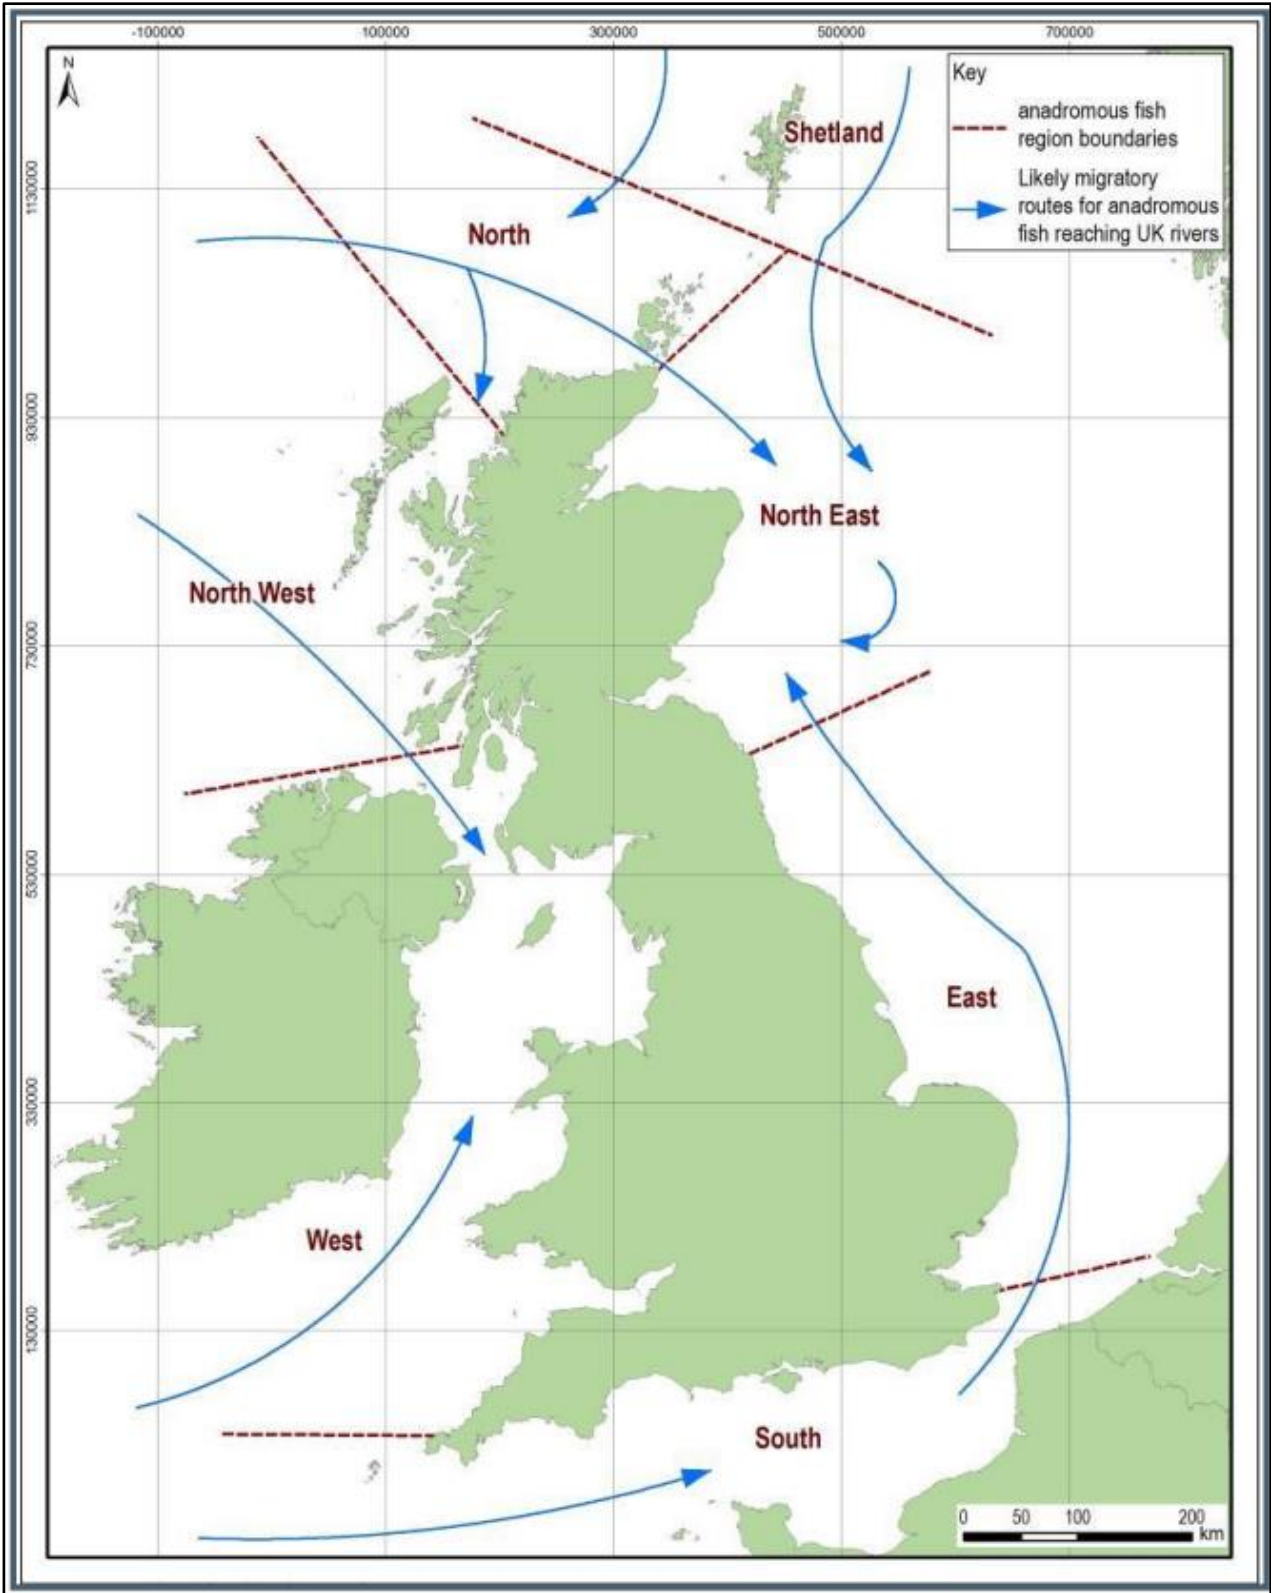 -100000 100000 300000 500000 700000
N
Key
anadromous fish
region boundaries
Likely migratory
routes for anadromous
fish reaching UK rivers
Shetland
1130000
North
930000
North East
North West
730000
530000
East
330000
West
130000
South
0 50 100 200
km